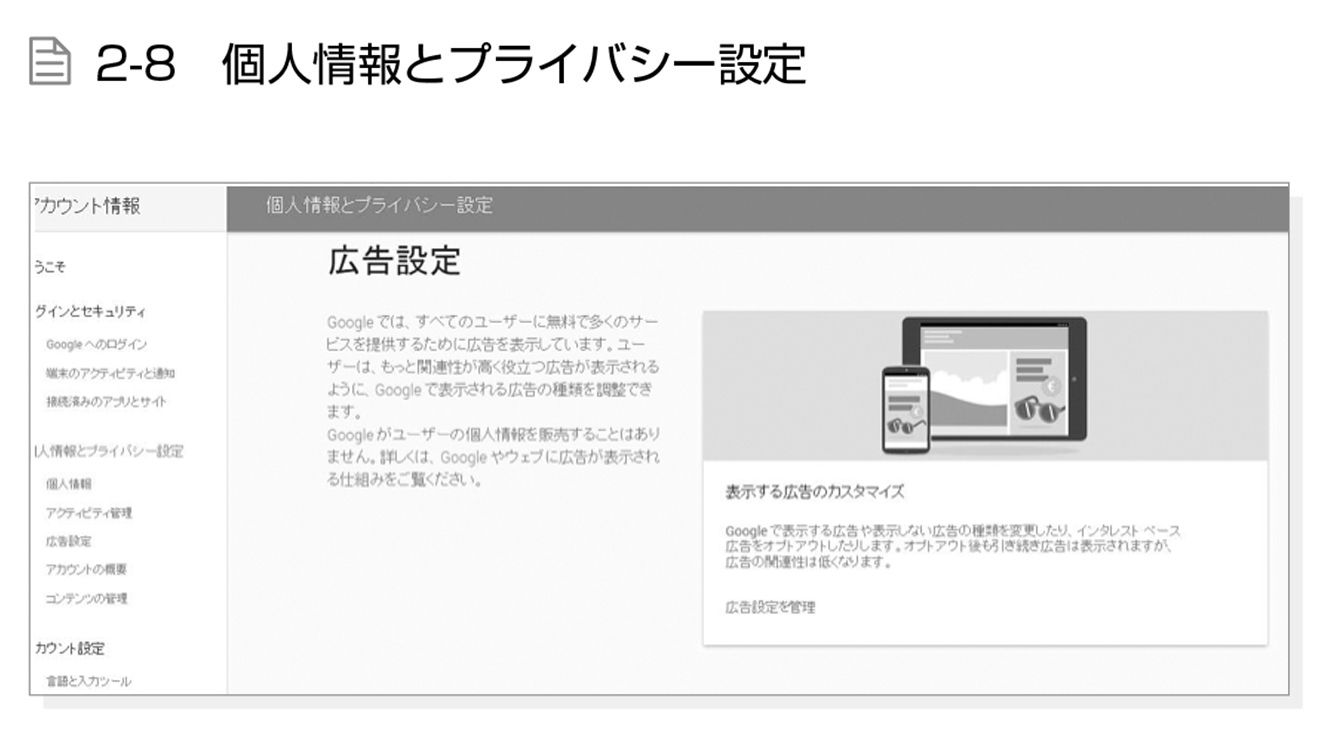 2-8　個人情報とプライバシー設定
アカウント情報
個人情報とプライバシー設定
うこそ
グインとセキュリティ
Google へのログイン
端末のアクティビティと通知
接続済みのアプリとサイト
人情報とプライバシー設定
個人情報
アクティビティ管理
広告設定
アカウントの概要
コンテンツの管理
カウント設定
言語と入力ツール
広告設定
Google では、すべてのユーザーに無料で多くのサー
ビスを提供するために広告を表示しています。ユー
ザーは、もっと関連性が高く役立つ広告が表示される
ように、Google で表示される広告の種類を調整でき
ます。
Google がユーザーの個人情報を販売することはあり
ません。詳しくは、Google やウェブに広告が表示され
る仕組みをご覧ください。
表示する広告のカスタマイズ
Google で表示する広告や表示しない広告の種類を変更したり、インタレスト ベース
広告をオプトアウトしたりします。オプトアウト後も引き続き広告は表示されますが、
広告の関連性は低くなります。
広告設定を管理